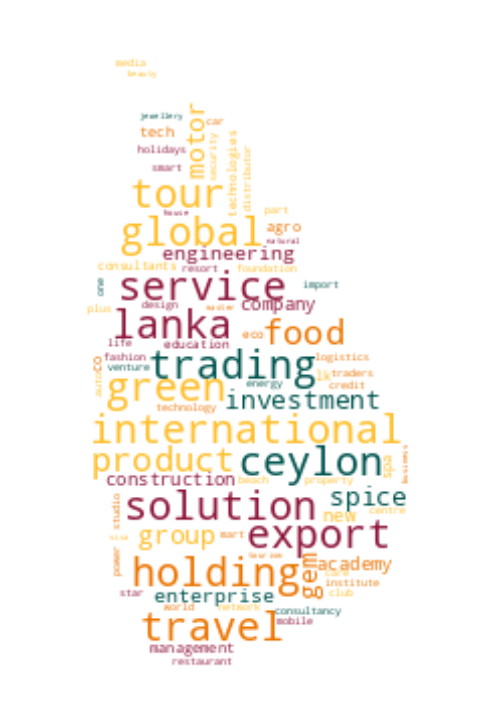 media
beauty
jewellery
car
tech
motor
security
technologies
holidays
distributor
smart
tour
house
part
global
agro
natural
engineering
consultants
resort
foundation
one
service
import
plus
design
master
company
lanka
eco
food
life
education
fashion
venture
trading
logistics
co
auto
green
energy
lk
traders
credit
investment
technology
international
business
product
ceylon
spa
construction
beach
property
studio
solution
spice
new
centre
group
mart
export
power
tourism
holding
gem
academy
care
institute
star
enterprise
club
world
network
consultancy
travel
mobile
management
restaurant